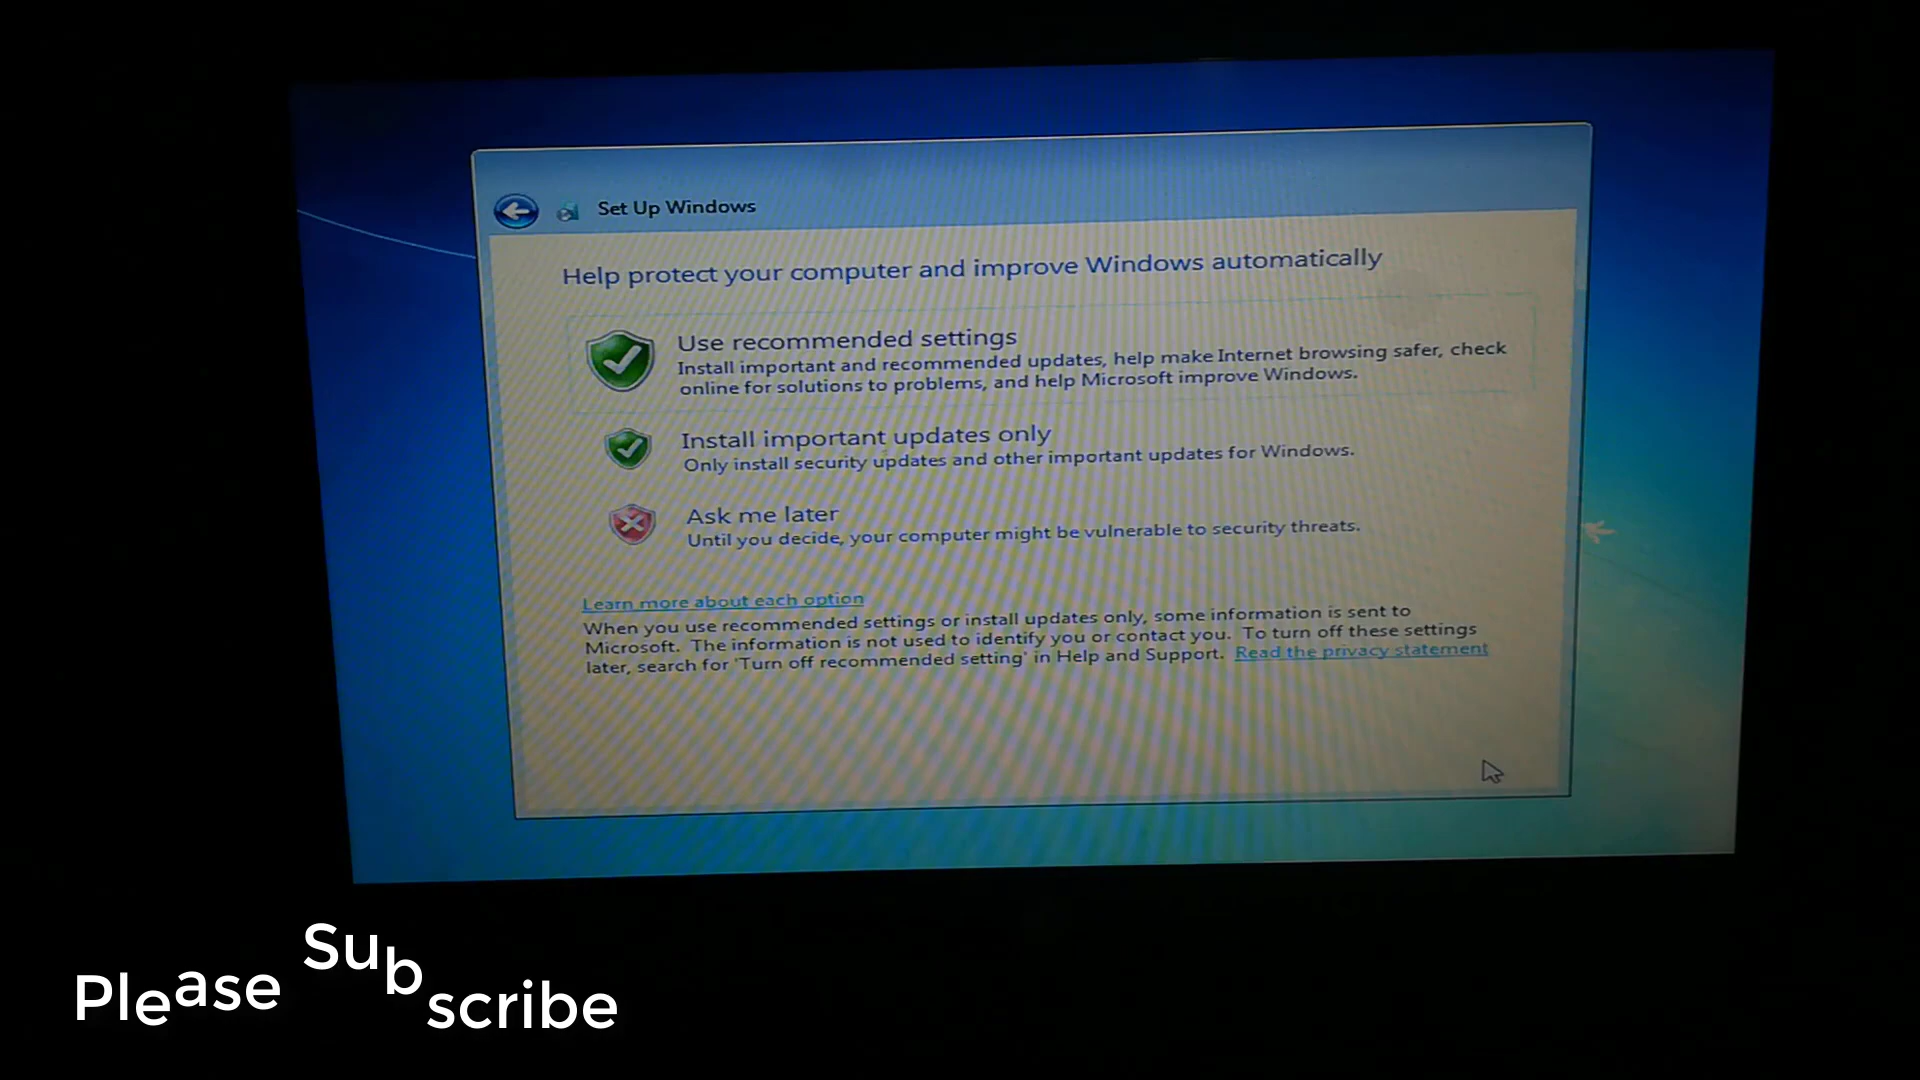 Set Up Windows
Help protect your computer and improve Windows automatically
Use recommended settings
Install important and recommended updates, help make Internet browsing safer, check
online for solutions to problems, and help Microsoft improve Windows.
Install important updates only
Only install security updates and other important updates for Windows.
Ask me later
Until you decide, your computer might be vulnerable to security threats.
Learn more about each option
When you use recommended settings or install updates only, some information is sent to
Microsoft. The information is not used to identify you or contact you. To turn off these settings
later, search for 'Turn off recommended setting' in Help and Support. Read the privacy statement
Please Subscribe